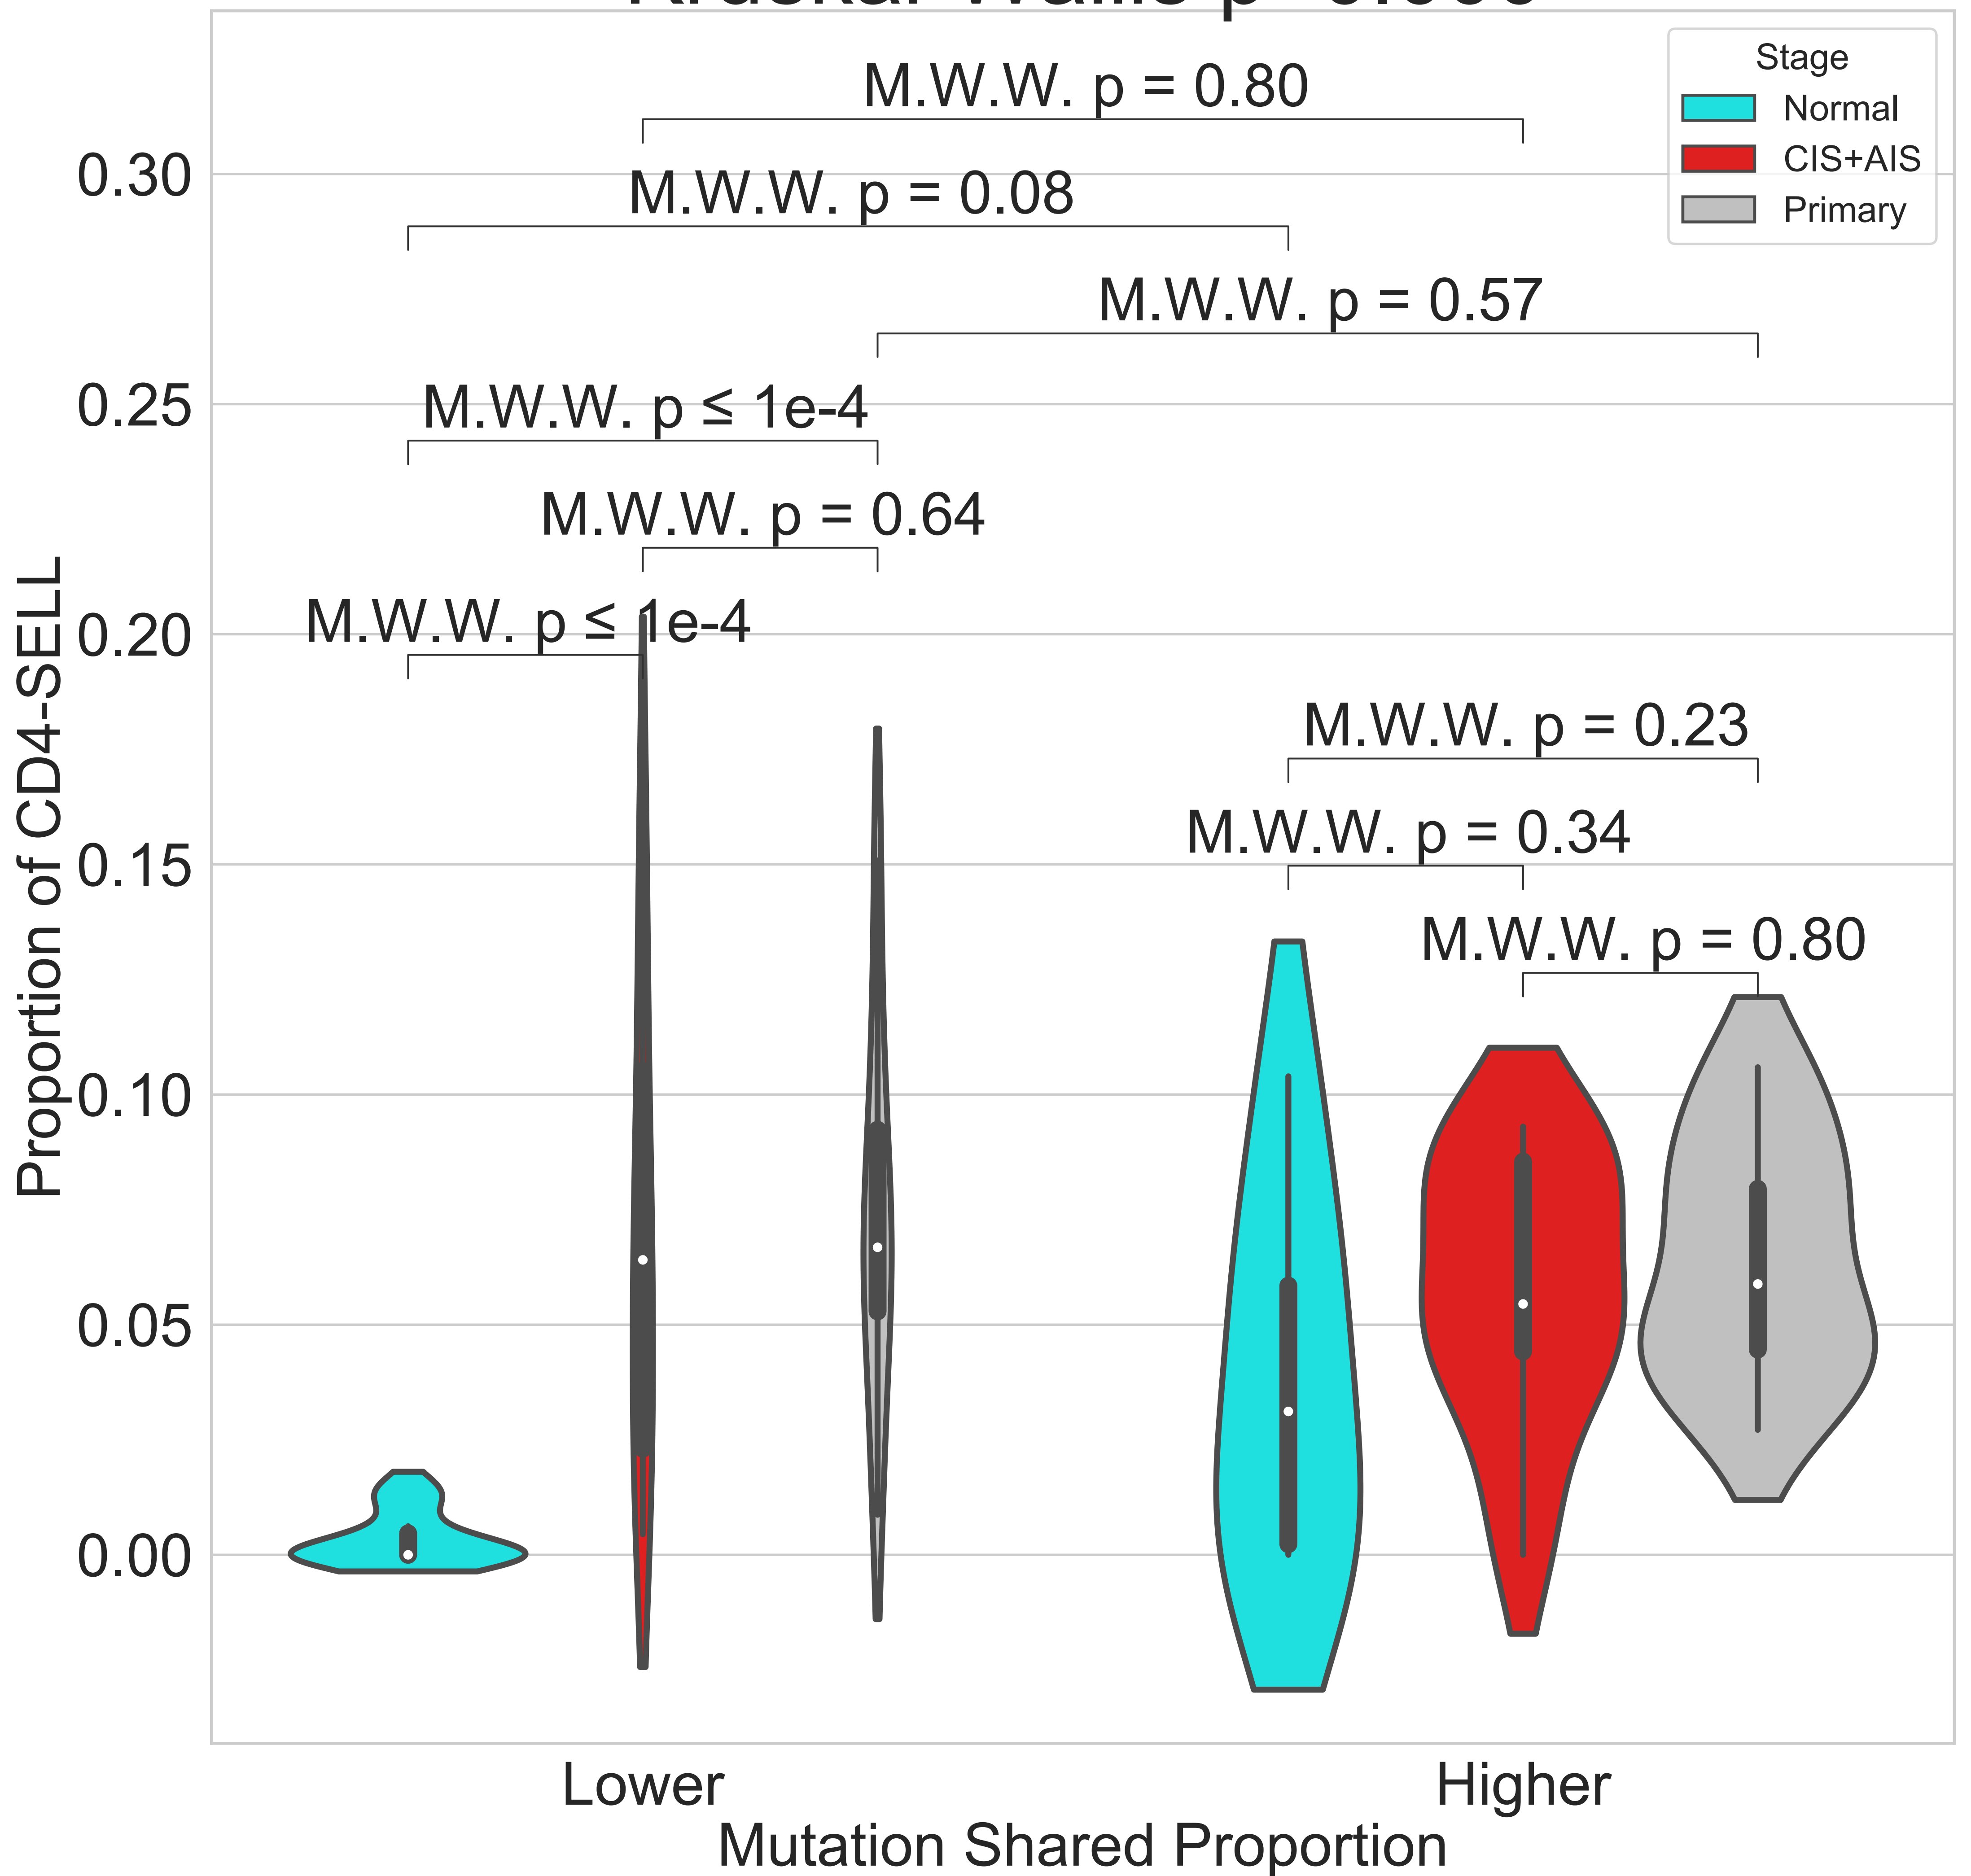 Stage
Normal
CIS+AIS
Primary
M.W.W. p = 0.80
M.W.W. p = 0.08
M.W.W. p = 0.57
M.W.W. p ≤ 1e-4
M.W.W. p = 0.64
M.W.W. p ≤ 1e-4
M.W.W. p = 0.23
M.W.W. p = 0.34
M.W.W. p = 0.80
Proportion of CD4-SELL
0.30
0.25
0.20
0.15
0.10
0.05
0.00
Lower
Higher
Mutation Shared Proportion